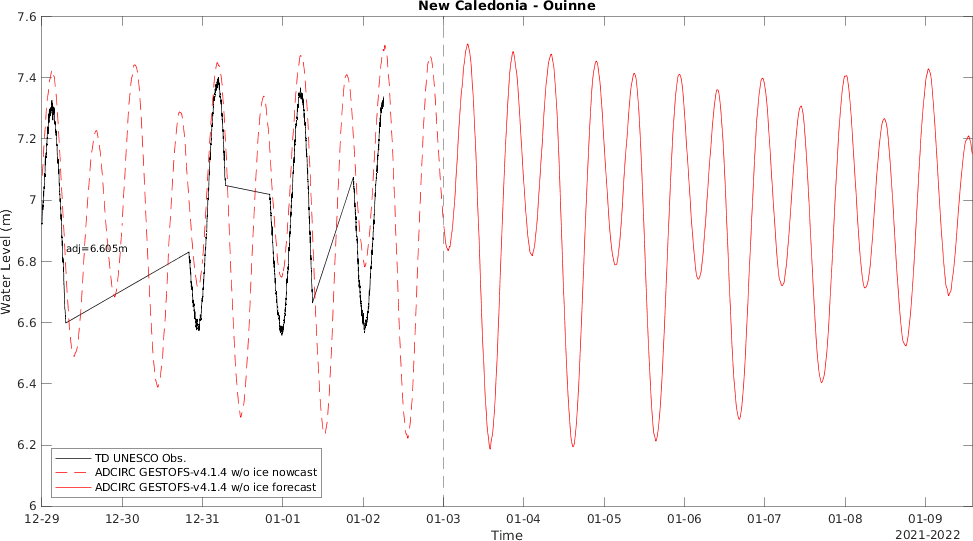 New Caledonia - Ouinne
7.6
7.4
7.2
7
6.8
6.6
6.4
6.2
6
Water Level (m)
adj=6.605m
TD UNESCO Obs.
ADCIRC GESTOFS-v4.1.4 w/o ice nowcast
ADCIRC GESTOFS-v4.1.4 w/o ice forecast
12-29 12-30 12-31 01-01 01-02 01-03 01-04 01-05 01-06 01-07 01-08 01-09
Time
2021-2022